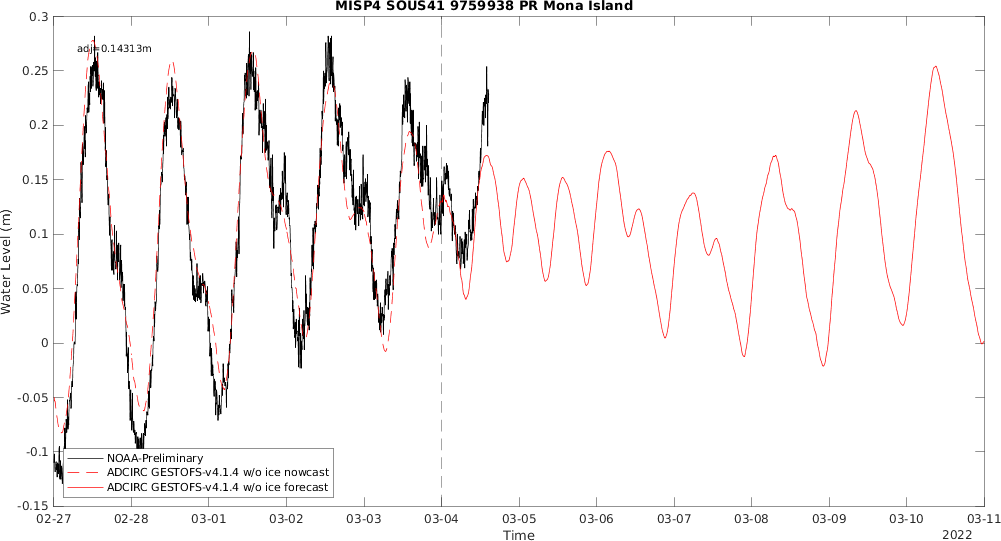 MISP4 SOUS41 9759938 PR Mona Island
0.3
0.25
0.2
0.15
0.1
0.05
0
-0.05
-0.1
-0.15
Water Level (m)
adj=0.14313m
NOAA-Preliminary
ADCIRC GESTOFS-v4.1.4 w/o ice nowcast
ADCIRC GESTOFS-v4.1.4 w/o ice forecast
02-27 02-28 03-01 03-02 03-03 03-04 03-05 03-06 03-07 03-08 03-09 03-10 03-11
Time
2022